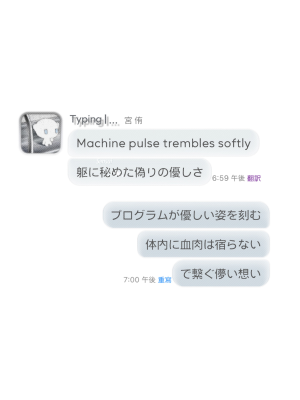 Typing |... 宮侑
Machine pulse trembles softly
躯に秘めた偽りの優しさ
6:59 午後 翻訳
プログラムが優しい姿を刻む
体内に血肉は宿らない
で繋ぐ儚い想い
7:00 午後 重寫